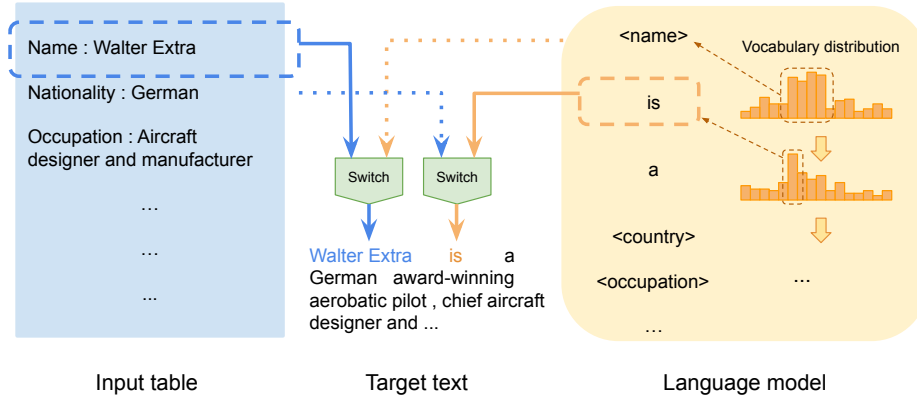 Name : Walter Extra
Nationality : German
Occupation : Aircraft
designer and manufacturer
...
...
...
Switch
Switch
Walter Extra is a
German award-winning
aerobatic pilot , chief aircraft
designer and ...
<name>
is
a
<country>
<occupation>
...
Vocabulary distribution
...
Input table
Target text
Language model